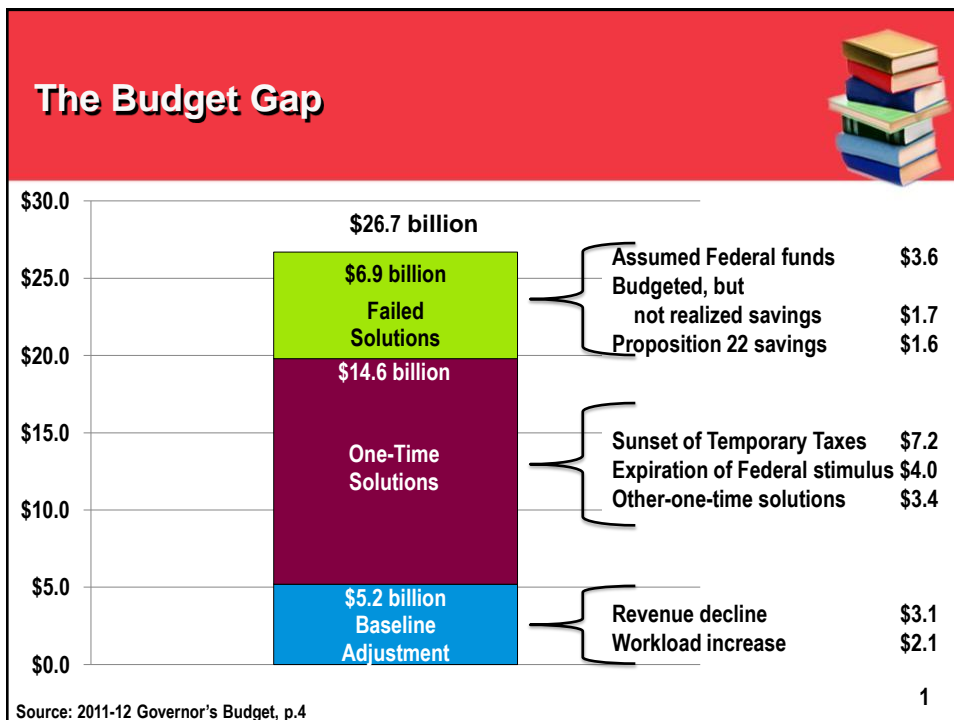 The Budget Gap
$30.0
$25.0
$20.0
$15.0
$10.0
$5.0
$0.0
$26.7 billion
$6.9 billion
Failed
Solutions
$14.6 billion
One-Time
Solutions
$5.2 billion
Baseline
Adjustment
Assumed Federal funds $3.6
Budgeted, but
not realized savings $1.7
Proposition 22 savings $1.6
Sunset of Temporary Taxes $7.2
Expiration of Federal stimulus $4.0
Other-one-time solutions $3.4
Revenue decline $3.1
Workload increase $2.1
Source: 2011-12 Governor's Budget, p.4
1